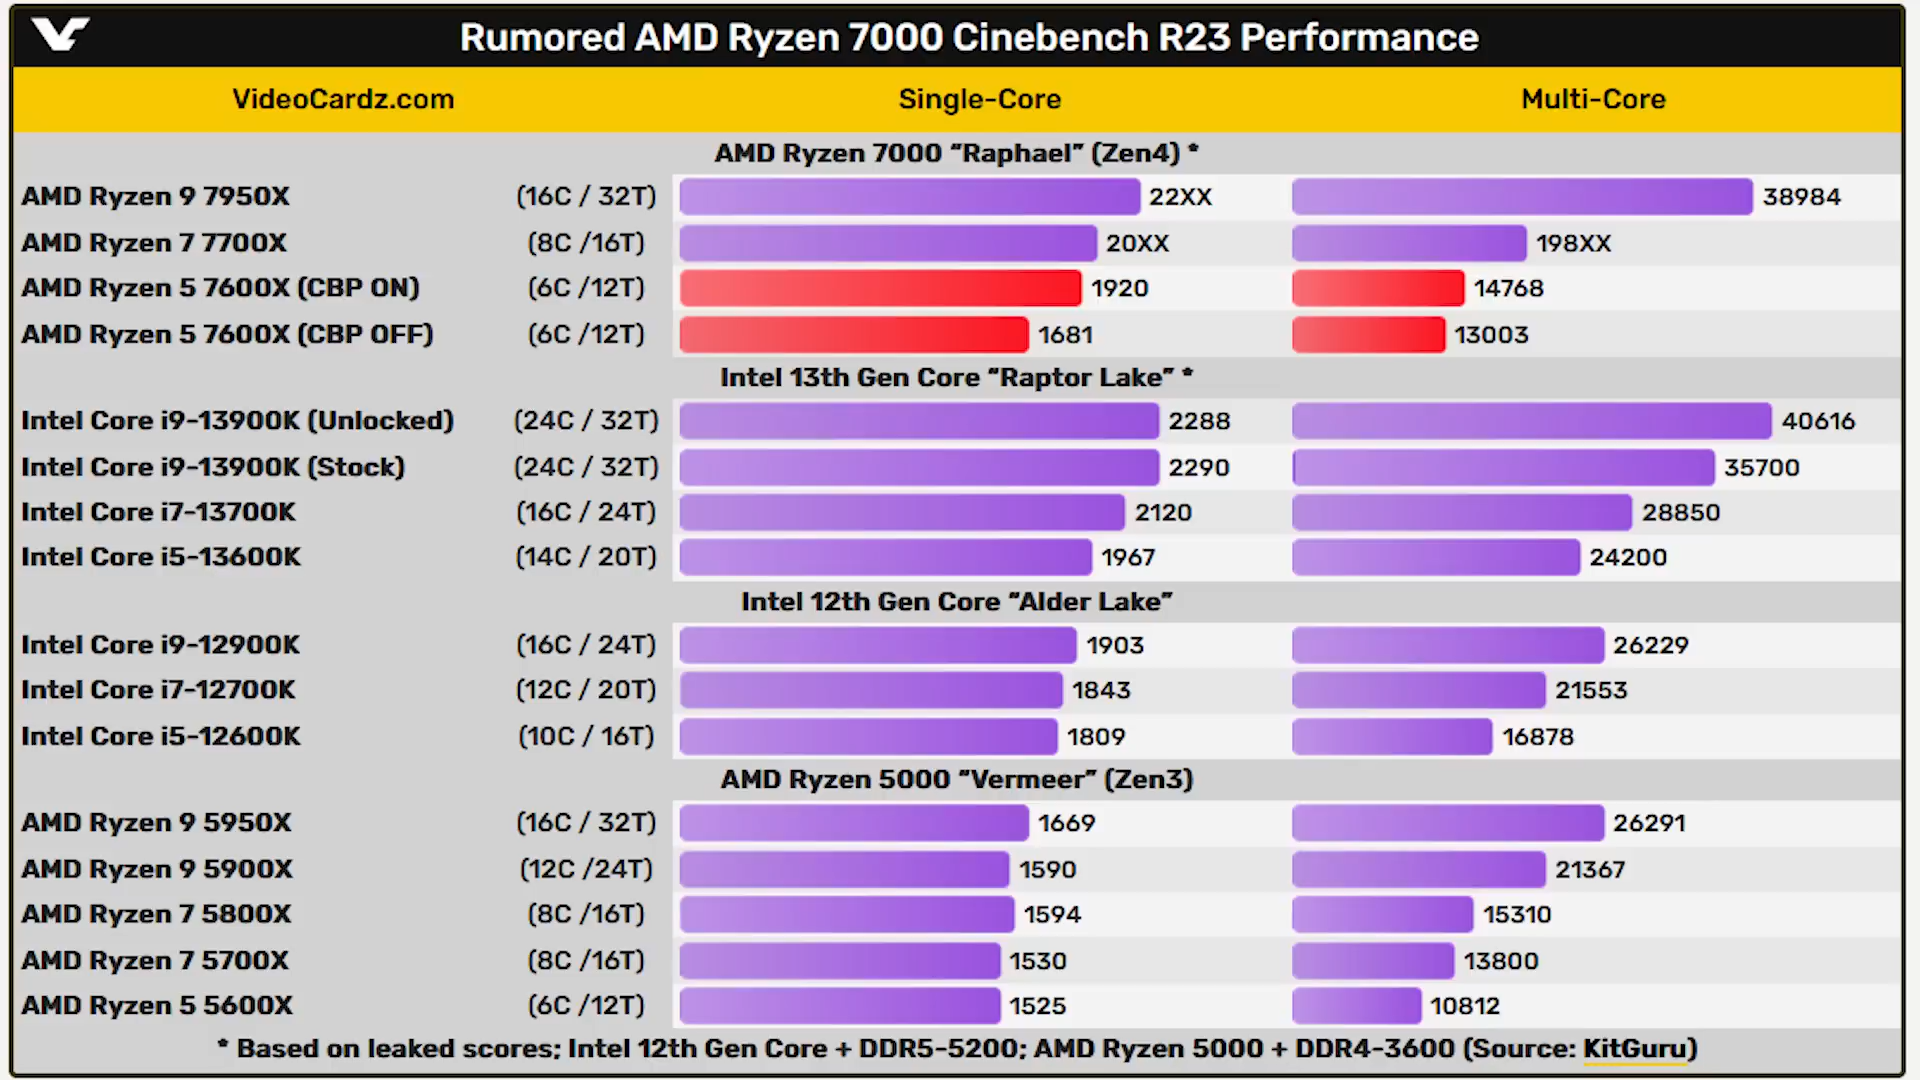 Rumored AMD Ryzen 7000 Cinebench R23 Performance
VideoCardz.com Single-Core Multi-Core
AMD Ryzen 7000 “Raphael” (Zen4) *
AMD Ryzen 9 7950X (16C / 32T) 22XX 38984
AMD Ryzen 7 7700X (8C /16T) 20XX 198XX
AMD Ryzen 5 7600X (CBP ON) (6C /12T) 1920 14768
AMD Ryzen 5 7600X (CBP OFF) (6C /12T) 1681 13003
Intel 13th Gen Core “Raptor Lake” *
Intel Core i9-13900K (Unlocked) (24C / 32T) 2288 40616
Intel Core i9-13900K (Stock) (24C / 32T) 2290 35700
Intel Core i7-13700K (16C / 24T) 2120 28850
Intel Core i5-13600K (14C / 20T) 1967 24200
Intel 12th Gen Core “Alder Lake”
Intel Core i9-12900K (16C / 24T) 1903 26229
Intel Core i7-12700K (12C / 20T) 1843 21553
Intel Core i5-12600K (10C / 16T) 1809 16878
AMD Ryzen 5000 “Vermeer” (Zen3)
AMD Ryzen 9 5950X (16C / 32T) 1669 26291
AMD Ryzen 9 5900X (12C /24T) 1590 21367
AMD Ryzen 7 5800X (8C /16T) 1594 15310
AMD Ryzen 7 5700X (8C /16T) 1530 13800
AMD Ryzen 5 5600X (6C /12T) 1525 10812
* Based on leaked scores; Intel 12th Gen Core + DDR5-5200; AMD Ryzen 5000 + DDR4-3600 (Source: KitGuru)